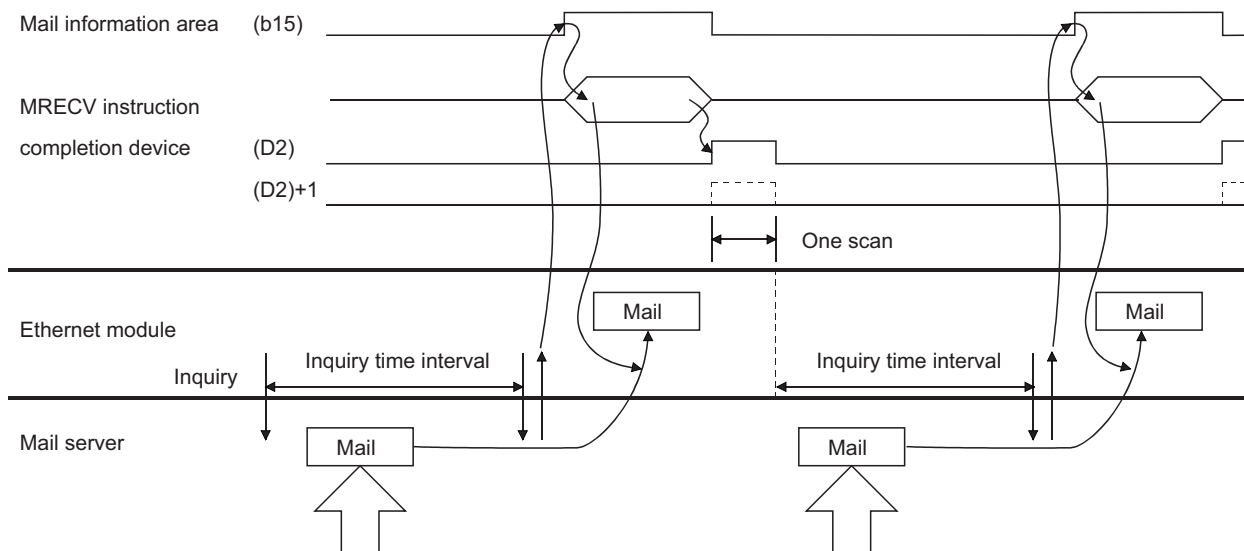 Mail information area (b15)
MRECV instruction
completion device (D2)
(D2)+1
One scan
Mail Mail
Ethernet module
Inquiry time interval Inquiry time interval
Inquiry
Mail server
Mail Mail